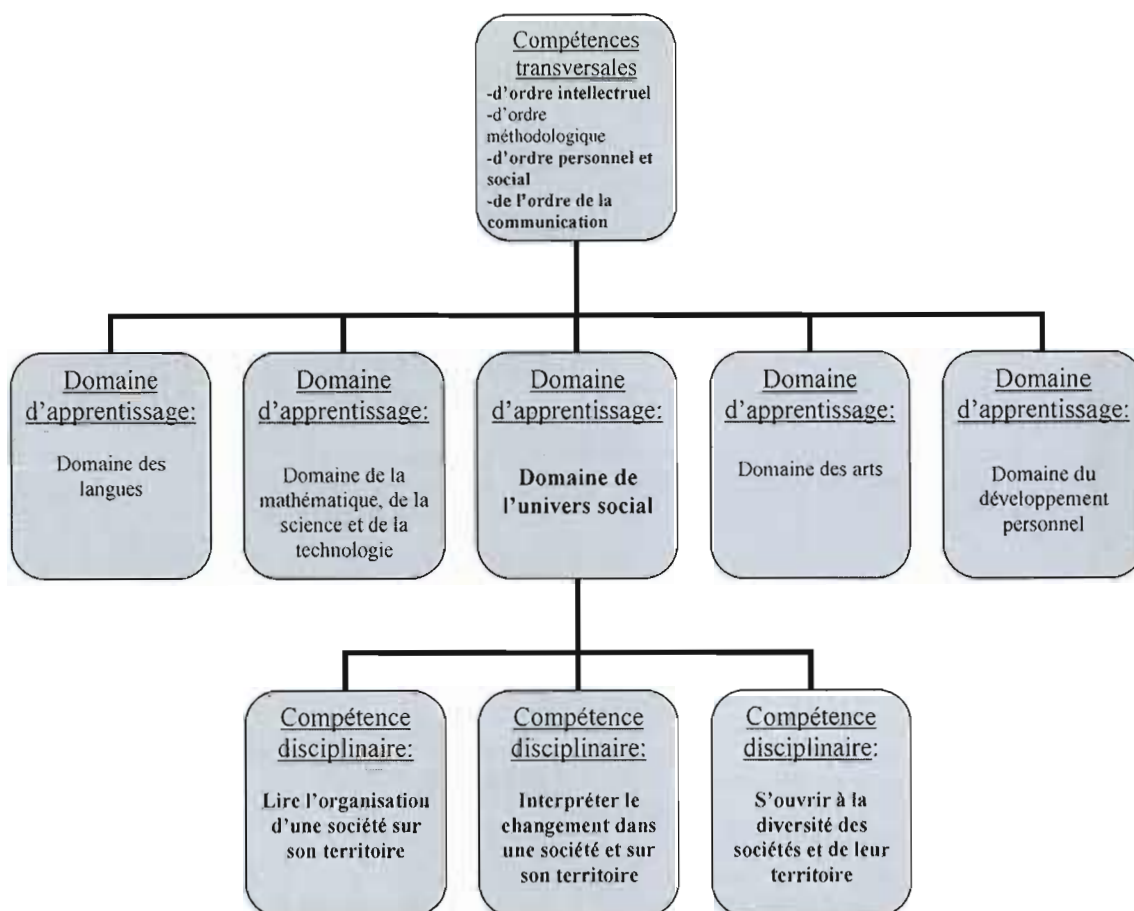 Compétences
transversales
-d'ordre intellectuel
-d'ordre
méthodologique
-d'ordre personnel et
social
-de l'ordre de la
communication
Domaine
d'apprentissage:
Domaine des
langues
Domaine
d'apprentissage:
Domaine de la
mathématique, de la
science et de la
technologie
Domaine
d'apprentissage:
Domaine de
l'univers social
Domaine
d'apprentissage:
Domaine des arts
Domaine
d'apprentissage:
Domaine du
développement
personnel
Compétence
disciplinaire:
Lire l'organisation
d'une société sur
son territoire
Compétence
disciplinaire:
Interpréter le
changement dans
une société et sur
son territoire
Compétence
disciplinaire:
S'ouvrir à la
diversité des
sociétés et de leur
territoire